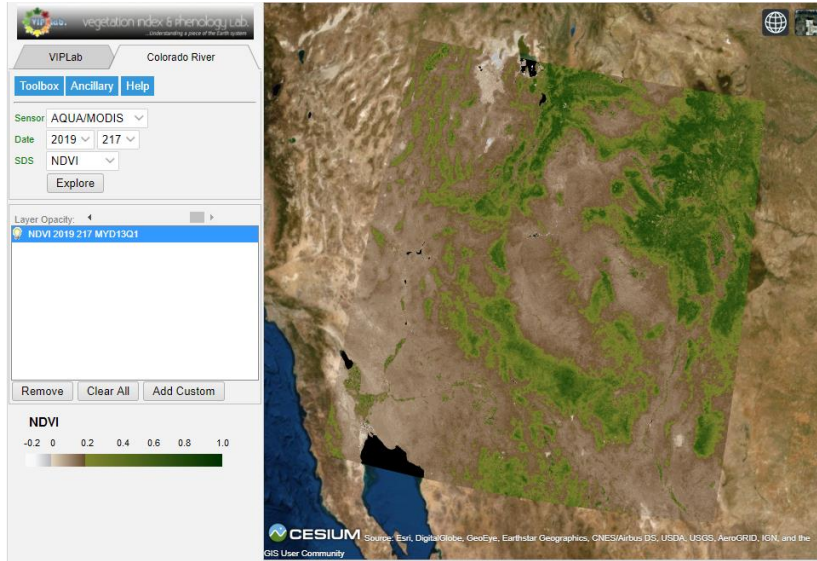 VIPLab.
vegetation index & phenology Lab.
...Understanding a piece of the Earth system
VIPLab
Colorado River
Toolbox
Ancillary
Help
Sensor AQUA/MODIS
Date 2019 217
SDS NDVI
Explore
Layer Opacity:
NDVI 2019 217 MYD13Q1
Remove
Clear All
Add Custom
NDVI
-0.2 0 0.2 0.4 0.6 0.8 1.0
CESIUM Source: Esri, DigitalGlobe, GeoEye, Earthstar Geographics, CNES/Airbus DS, USDA, USGS, AeroGRID, IGN, and the
GIS User Community